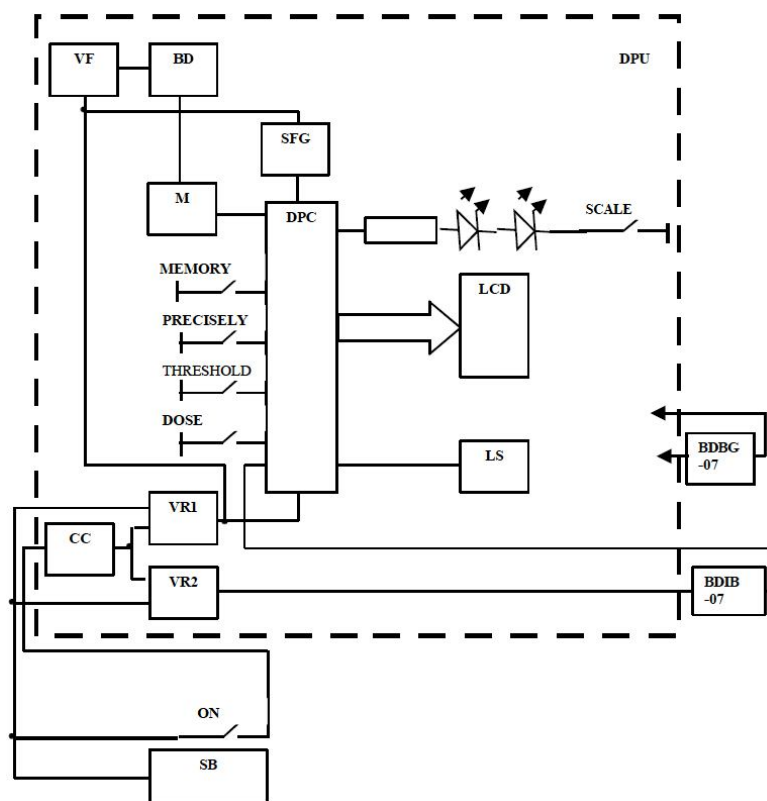 VF
BD
DPU
SFG
M
DPC
SCALE
MEMORY
LCD
PRECISELY
THRESHOLD
DOSE
LS
BDBG
-07
VR1
CC
VR2
BDIB
-07
ON
SB